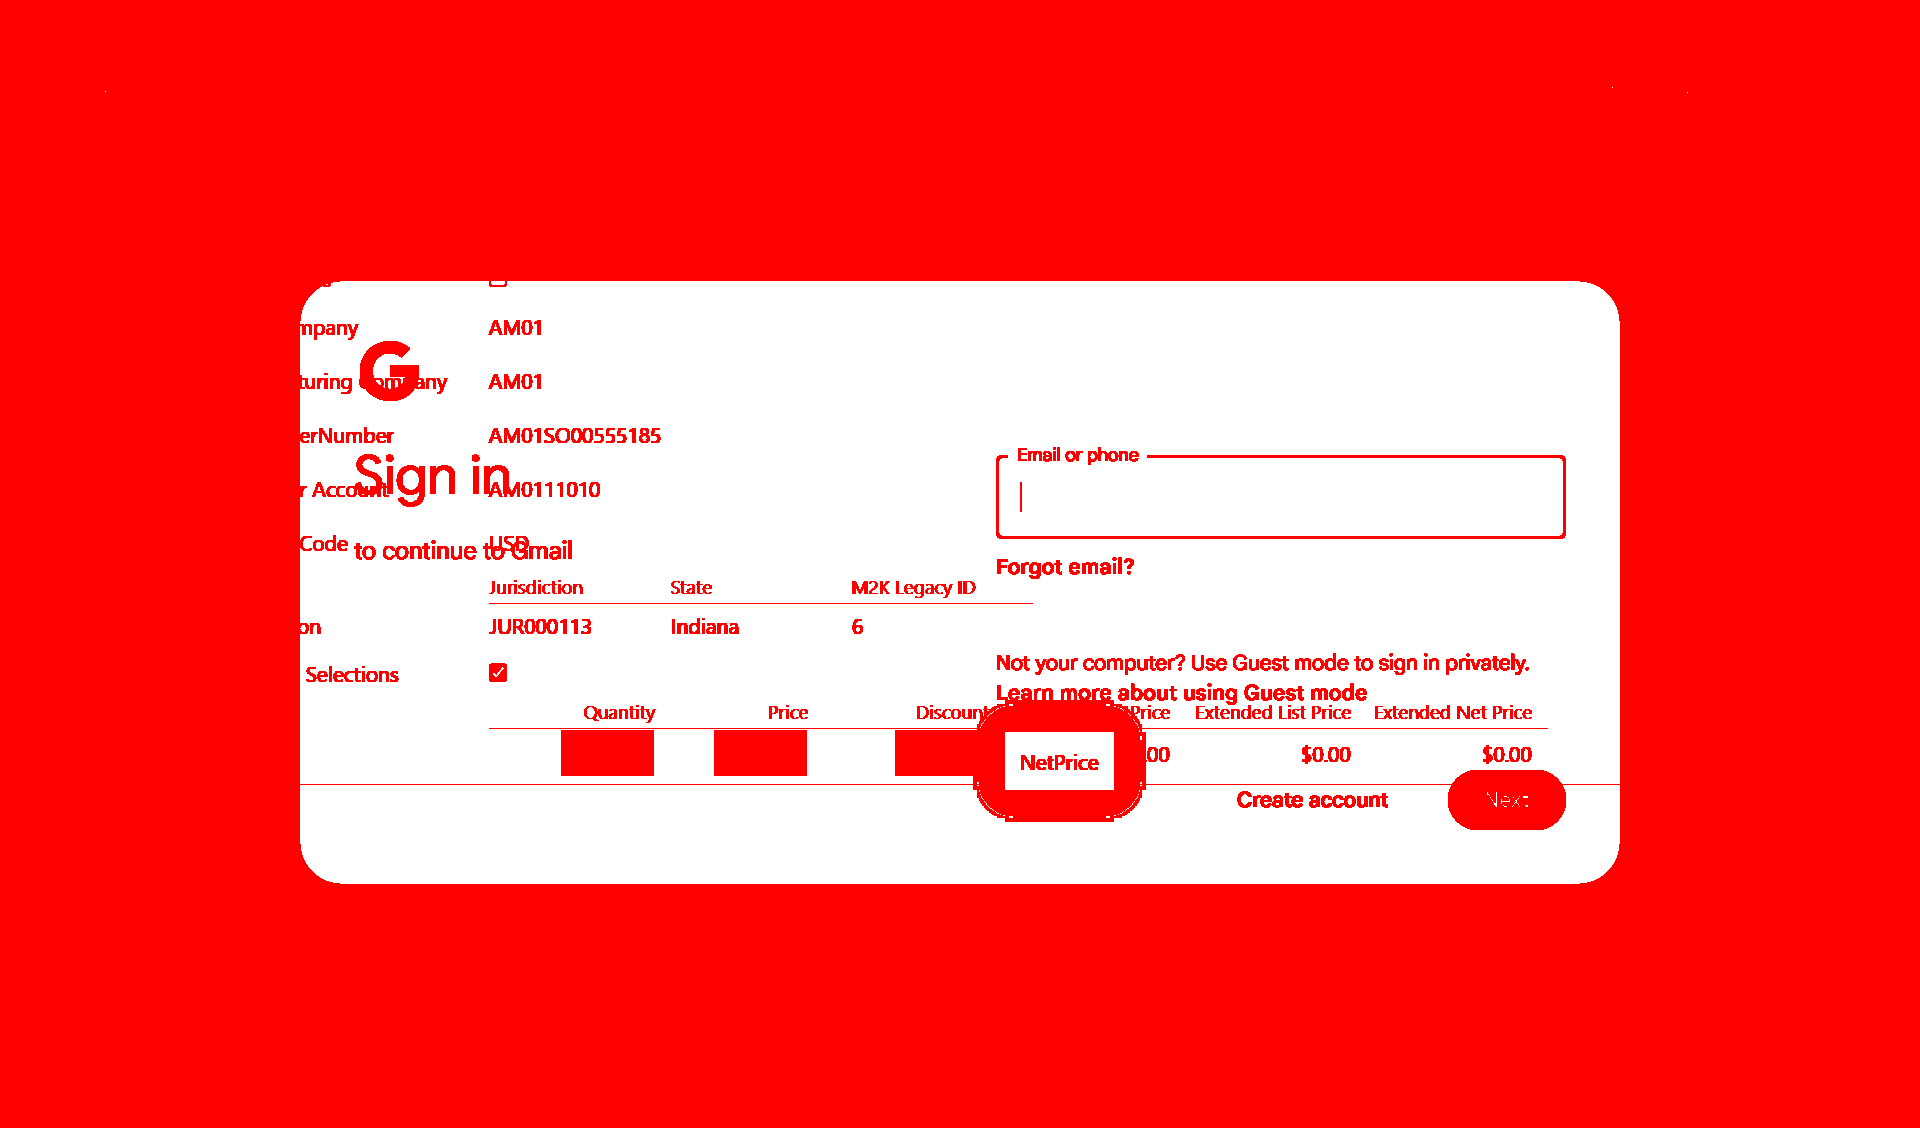 mpany AM01
turing Company AM01
erNumber AM01SO00555185
Email or phone
Sign in
r Account AM0111010
Code USD
to continue to Gmail
Forgot email?
Jurisdiction State M2K Legacy ID
on JUR000113 Indiana 6
Not your computer? Use Guest mode to sign in privately.
Selections
Learn more about using Guest mode
Quantity Price Discount Price Extended List Price Extended Net Price
.00 $0.00 $0.00
NetPrice
Create account Next